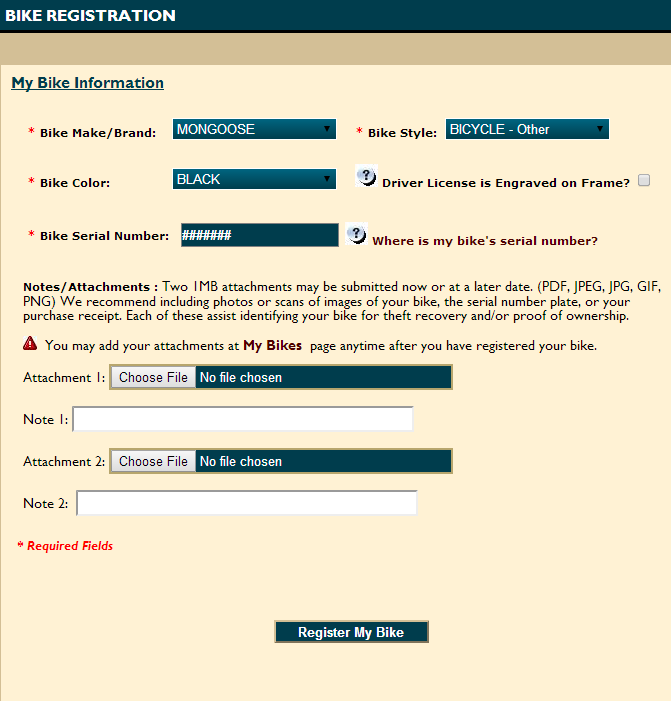 BIKE REGISTRATION
My Bike Information
* Bike Make/Brand: MONGOOSE * Bike Style: BICYCLE - Other
* Bike Color: BLACK ? Driver License is Engraved on Frame?
* Bike Serial Number: ####### ? Where is my bike's serial number?
Notes/Attachments : Two 1MB attachments may be submitted now or at a later date. (PDF, JPEG, JPG, GIF,
PNG) We recommend including photos or scans of images of your bike, the serial number plate, or your
purchase receipt. Each of these assist identifying your bike for theft recovery and/or proof of ownership.
You may add your attachments at My Bikes page anytime after you have registered your bike.
Attachment 1: Choose File No file chosen
Note 1:
Attachment 2: Choose File No file chosen
Note 2:
* Required Fields
Register My Bike